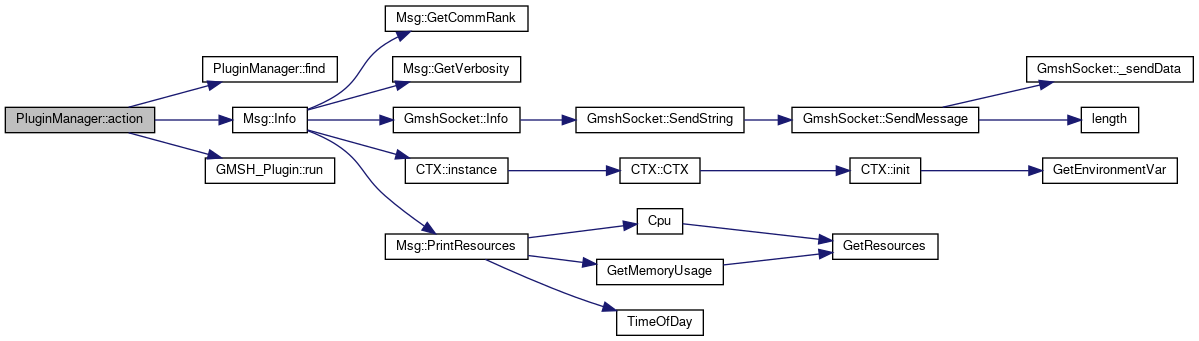 Msg::GetCommRank
PluginManager::find
Msg::GetVerbosity
GmshSocket::_sendData
PluginManager::action
Msg::Info
GmshSocket::Info
GmshSocket::SendString
GmshSocket::SendMessage
length
GMSH_Plugin::run
CTX::instance
CTX::CTX
CTX::init
GetEnvironmentVar
Cpu
Msg::PrintResources
GetResources
GetMemoryUsage
TimeOfDay